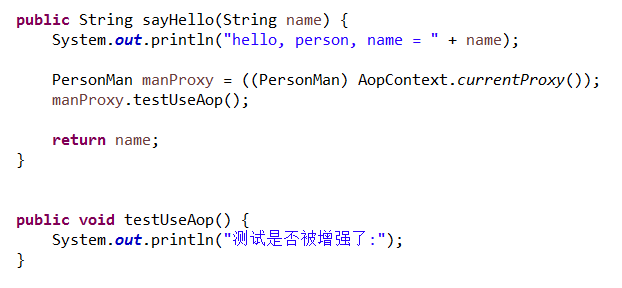 public String sayHello(String name) {
    System.out.println("hello, person, name = " + name);
    PersonMan manProxy = ((PersonMan) AopContext.currentProxy());
    manProxy.testUseAop();
    return name;
}
public void testUseAop() {
    System.out.println("测试是否被增强了:");
}